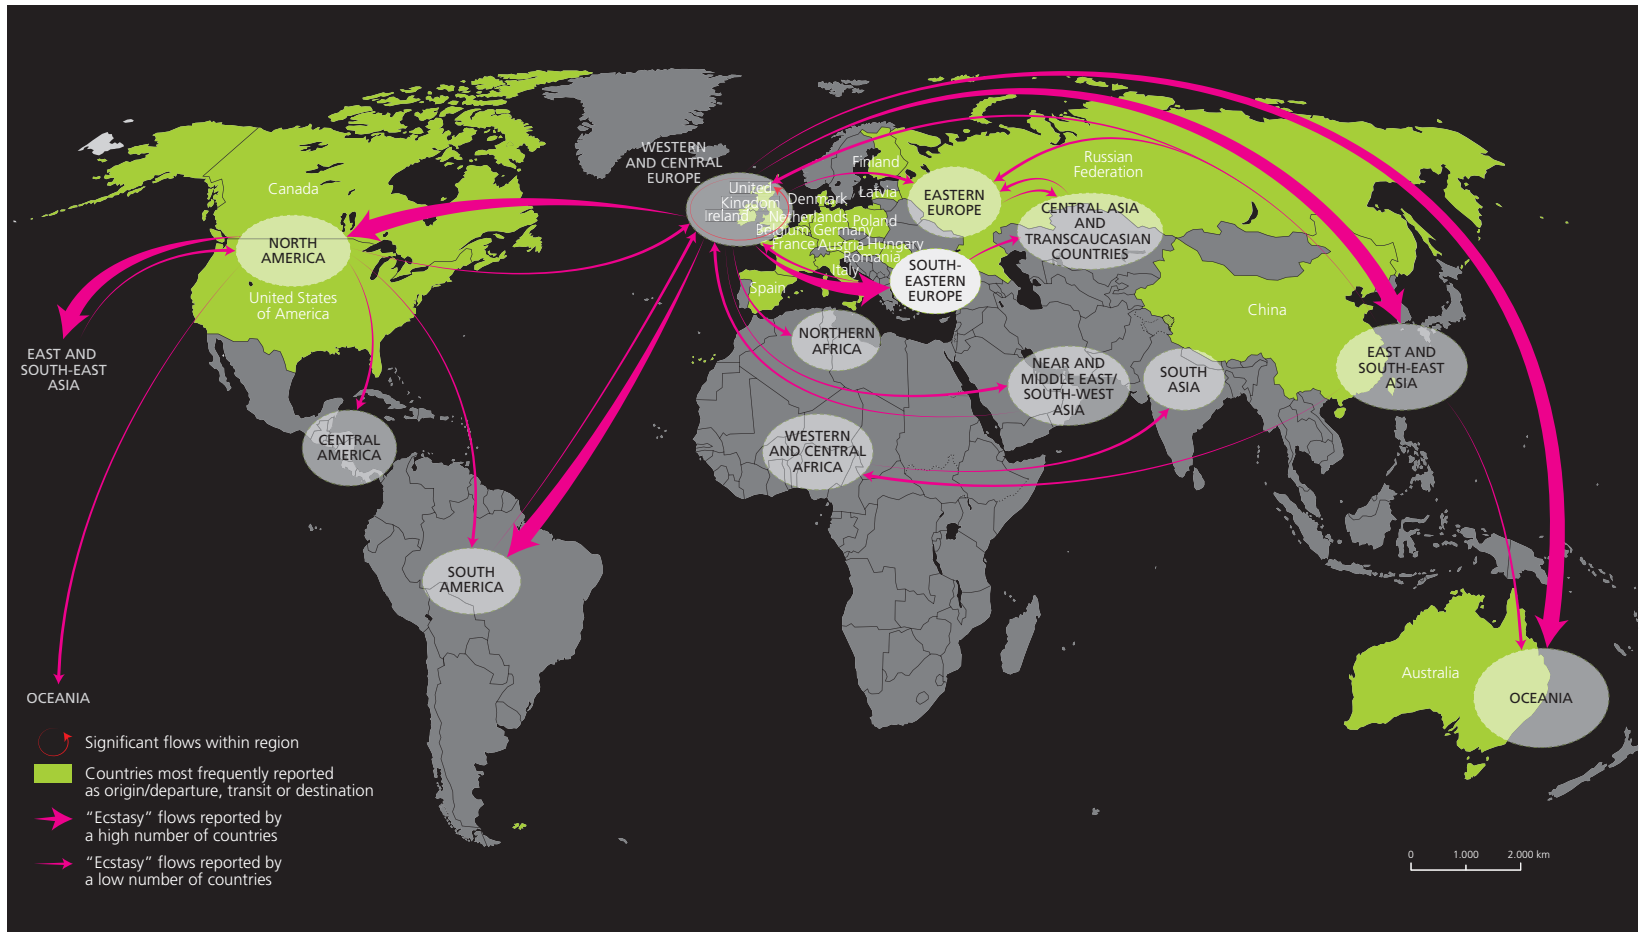 WESTERN
AND CENTRAL
EUROPE
Finland
Russian
Federation
Canada
United
Kingdom
Ireland
Denmark
Latvia
EASTERN
EUROPE
CENTRAL ASIA
AND
TRANSCAUCASIAN
COUNTRIES
Netherlands
Poland
Belgium
Germany
France
Austria
Hungary
Romania
Italy
Spain
NORTH
AMERICA
SOUTH-
EASTERN
EUROPE
United States
of America
China
NORTHERN
AFRICA
EAST AND
SOUTH-EAST
ASIA
NEAR AND
MIDDLE EAST/
SOUTH-WEST
ASIA
SOUTH
ASIA
EAST AND
SOUTH-EAST
ASIA
CENTRAL
AMERICA
WESTERN
AND CENTRAL
AFRICA
SOUTH
AMERICA
Australia
OCEANIA
OCEANIA
Significant flows within region
Countries most frequently reported
as origin/departure, transit or destination
“Ecstasy” flows reported by
a high number of countries
“Ecstasy” flows reported by
a low number of countries
0 1.000 2.000 km